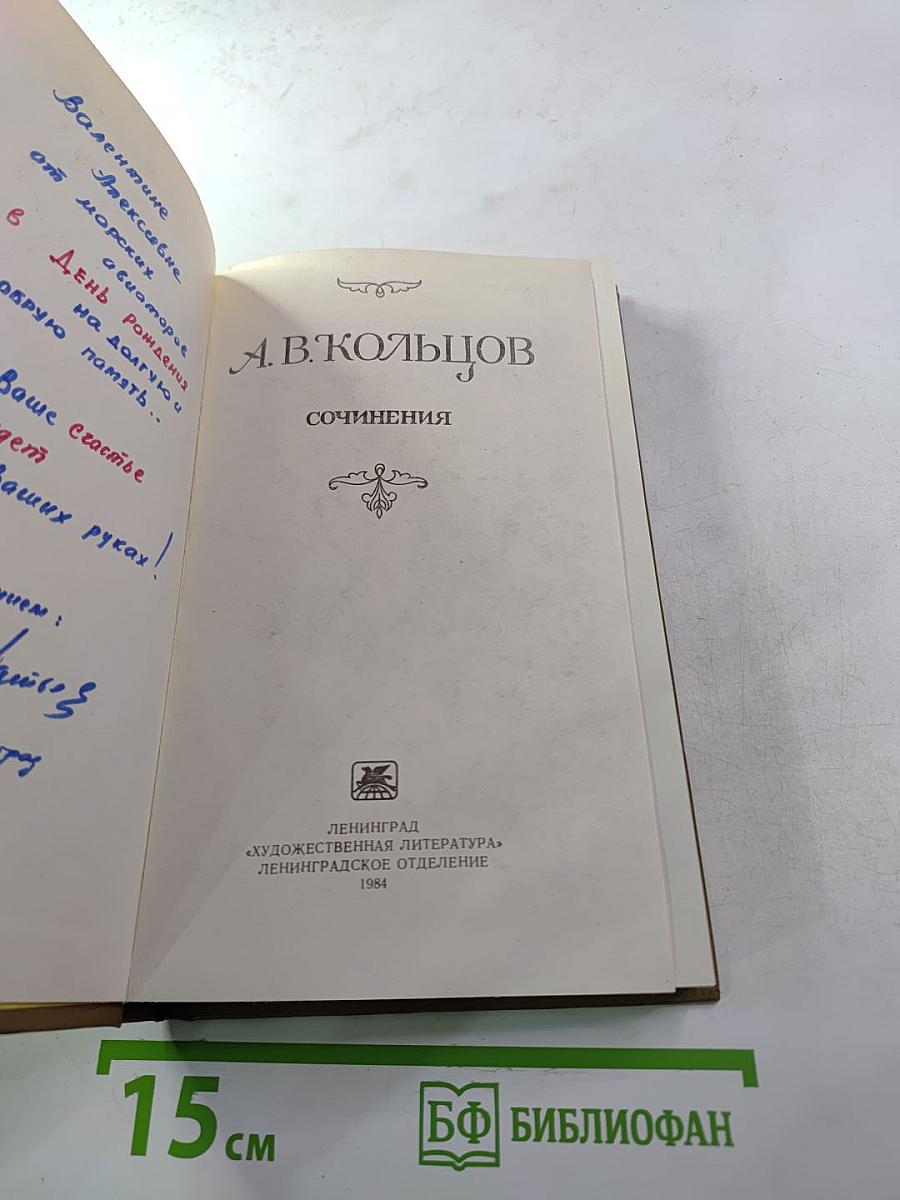 Валентине
Алексеевне
от морских
авиаторов
в День рождения
на долгую и
добрую память..
Ваше счастье
Ваших руках!
А.В.КОЛЬЦОВ
СОЧИНЕНИЯ
ЛЕНИНГРАД
«ХУДОЖЕСТВЕННАЯ ЛИТЕРАТУРА»
ЛЕНИНГРАДСКОЕ ОТДЕЛЕНИЕ
1984
15 см
БФ БИБЛИОФАН